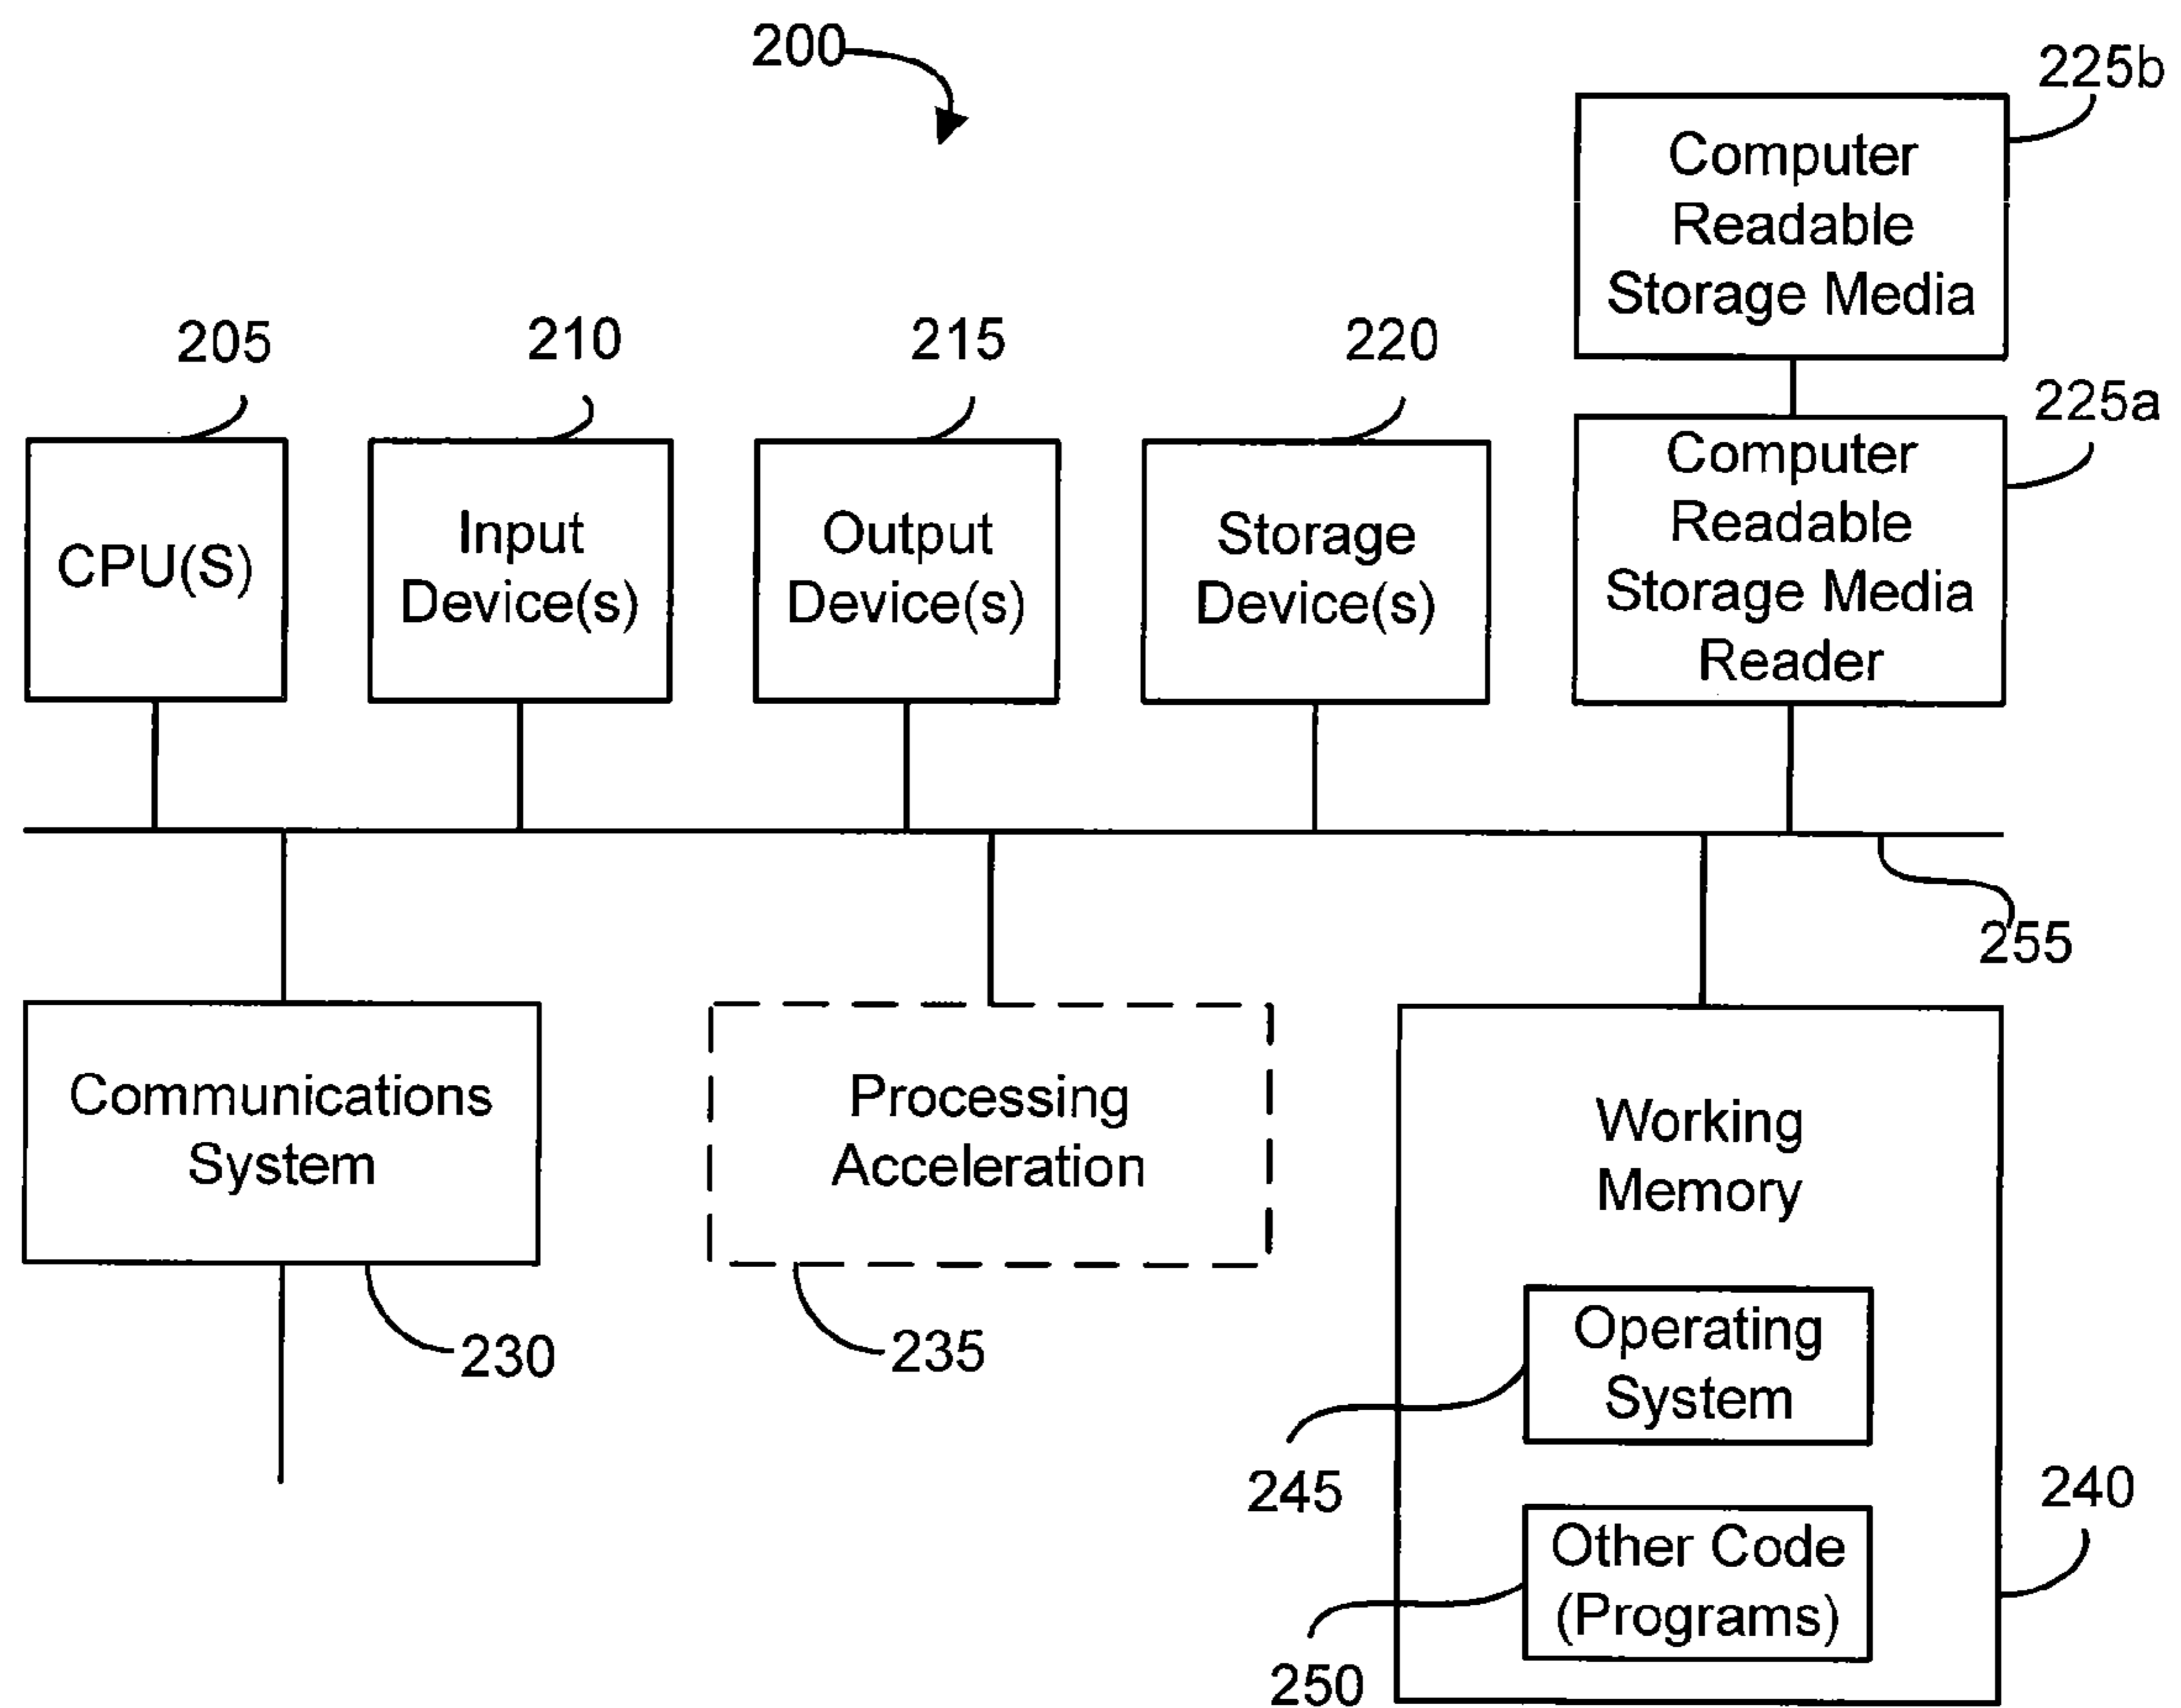 200
225b
Computer
Readable
Storage Media
205
210
215
220
225a
CPU(S)
Input
Device(s)
Output
Device(s)
Storage
Device(s)
Computer
Readable
Storage Media
Reader
255
Communications
System
230
Processing
Acceleration
235
Working
Memory
Operating
System
245
240
Other Code
(Programs)
250